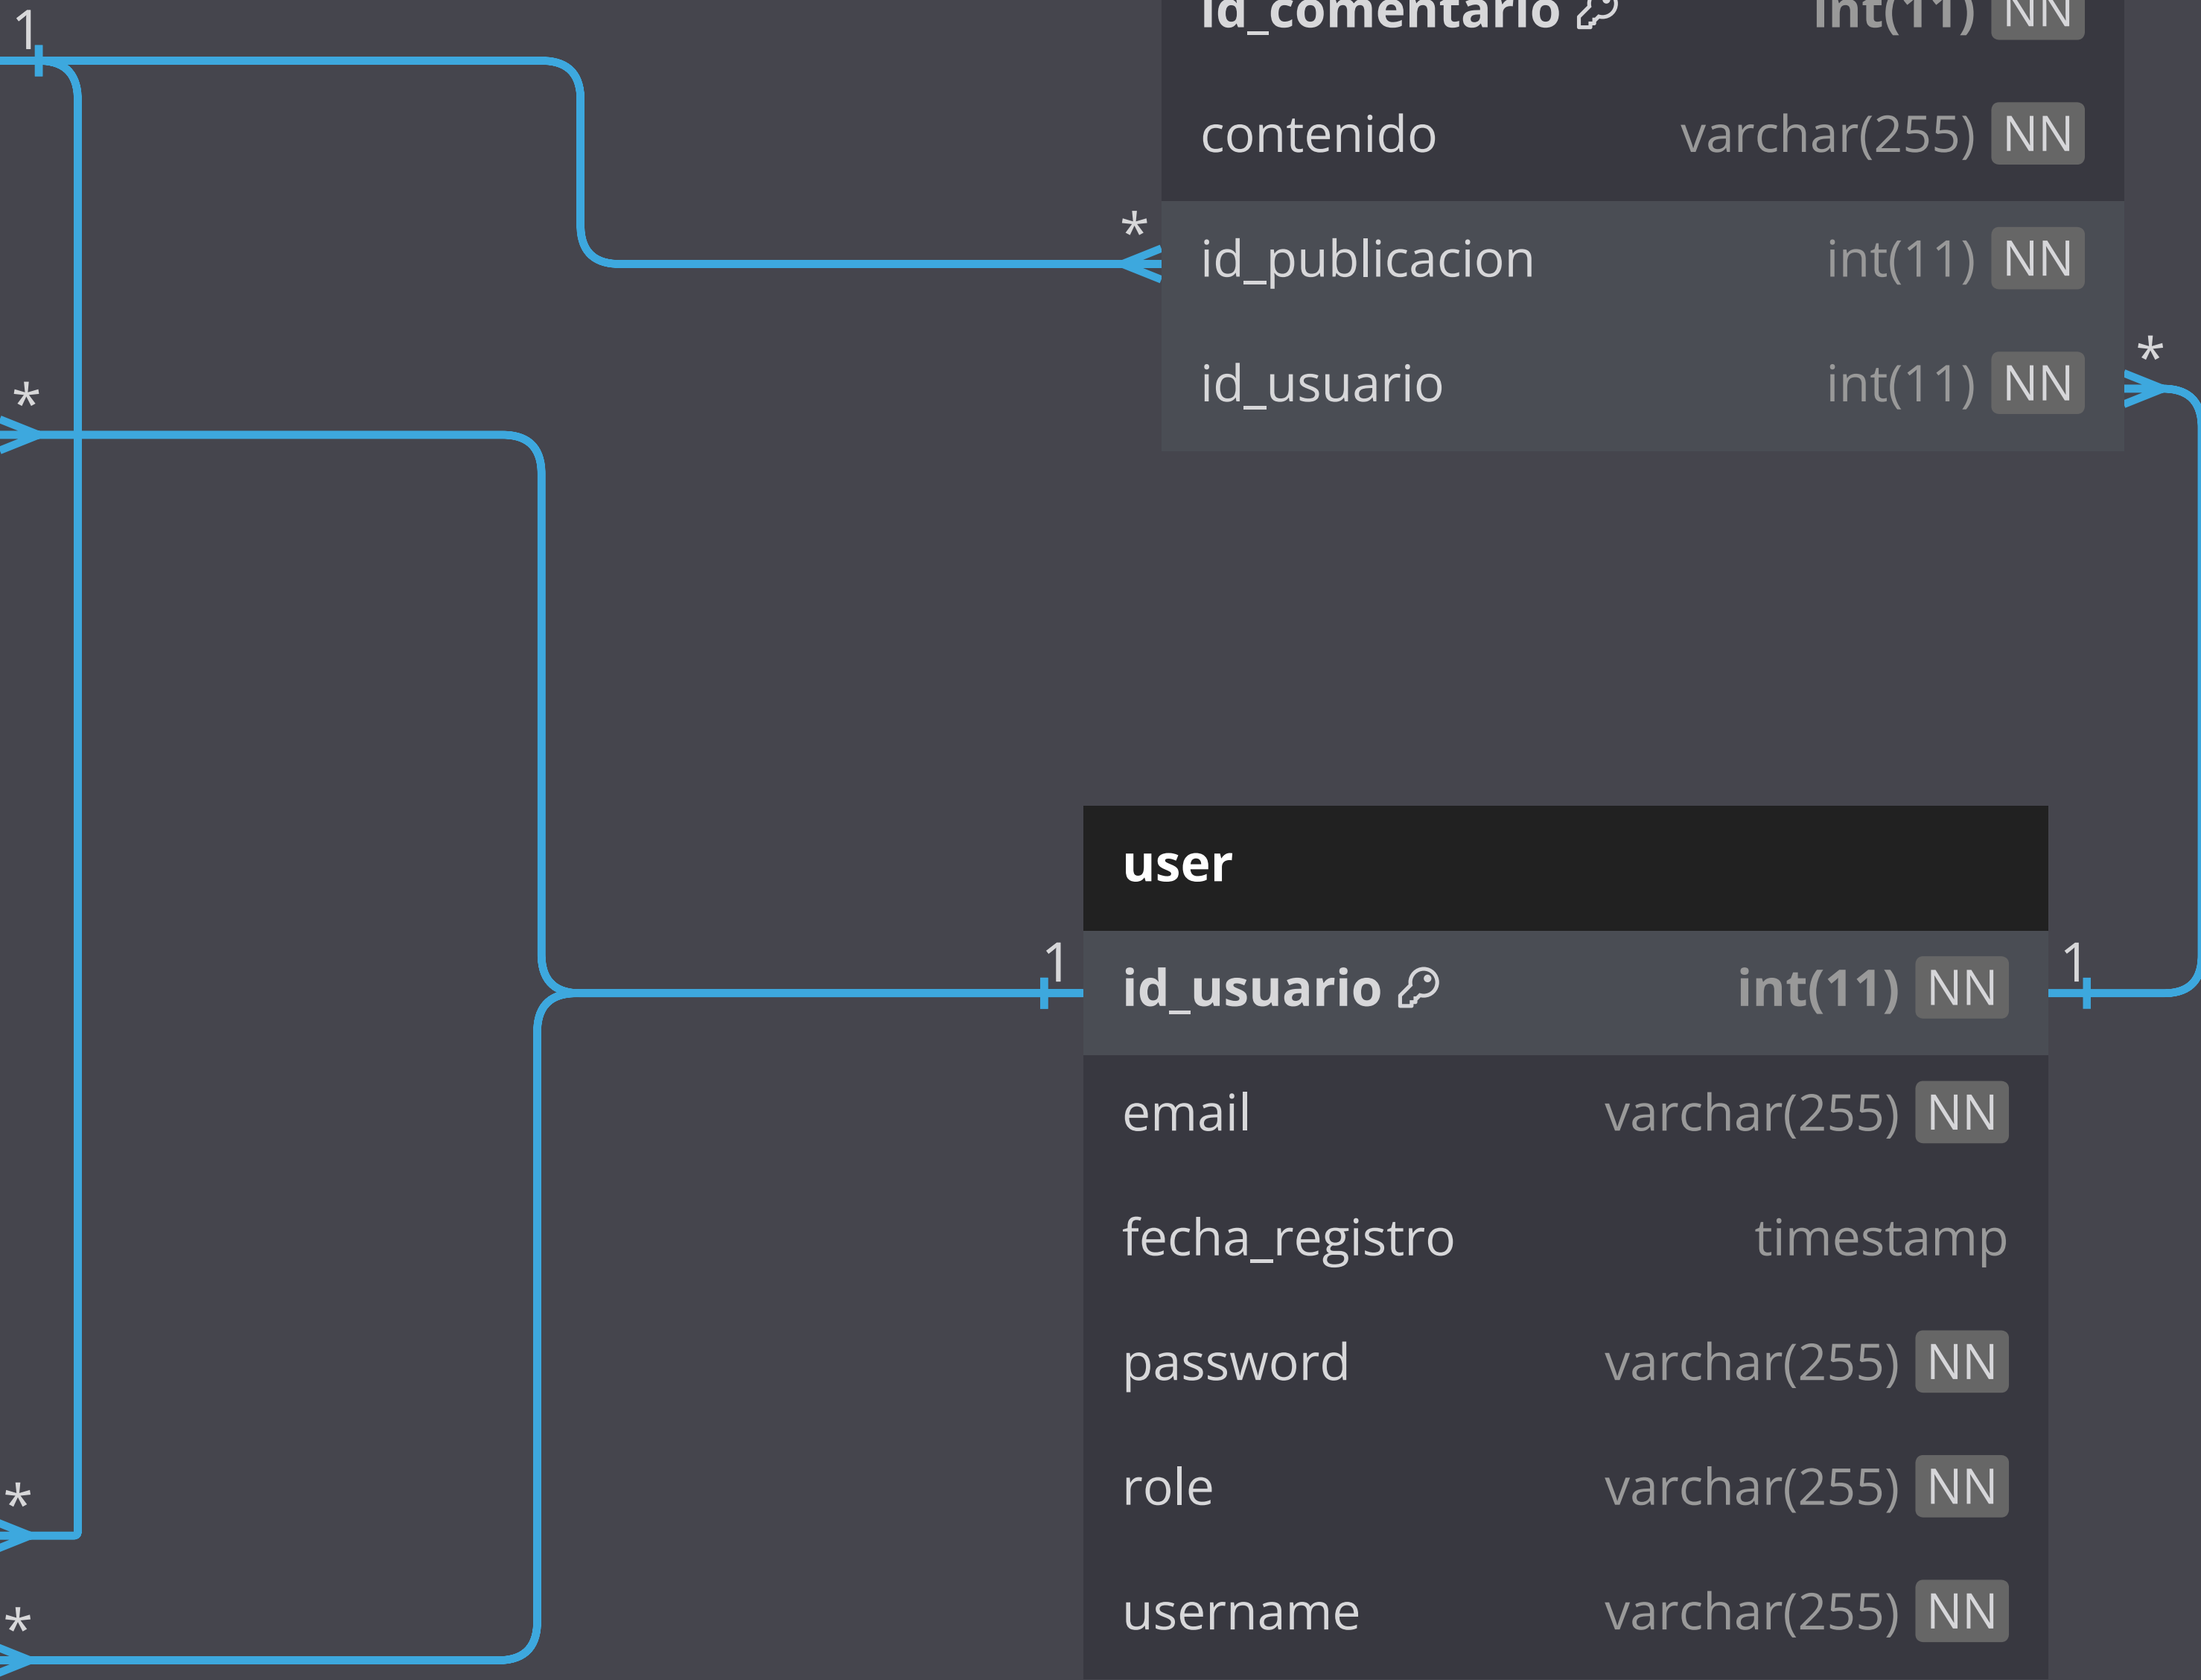 1
id_comentario int(11) NN
contenido varchar(255) NN
*
id_publicacion int(11) NN
*
id_usuario int(11) NN
*
user
1
id_usuario int(11) NN
1
email varchar(255) NN
fecha_registro timestamp
password varchar(255) NN
*
role varchar(255) NN
*
username varchar(255) NN